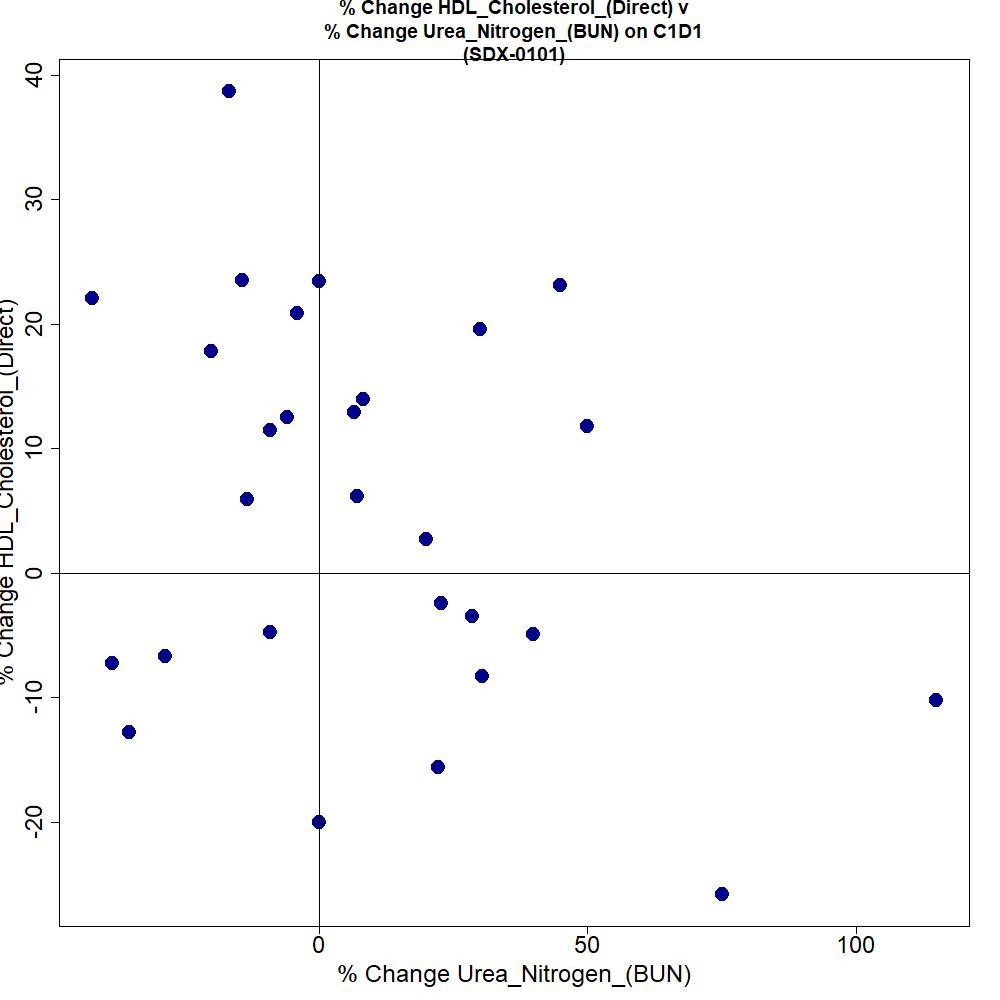 % Change HDL_Cholesterol_(Direct) v
% Change Urea_Nitrogen_(BUN) on C1D1
(SDX-0101)
% Change HDL_Cholesterol_(Direct)
40
30
20
10
0
-10
-20
0
50
100
% Change Urea_Nitrogen_(BUN)